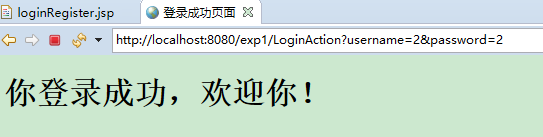 loginRegister.jsp
登录成功页面
http://localhost:8080/exp1/LoginAction?username=2&password=2
你登录成功，欢迎你！